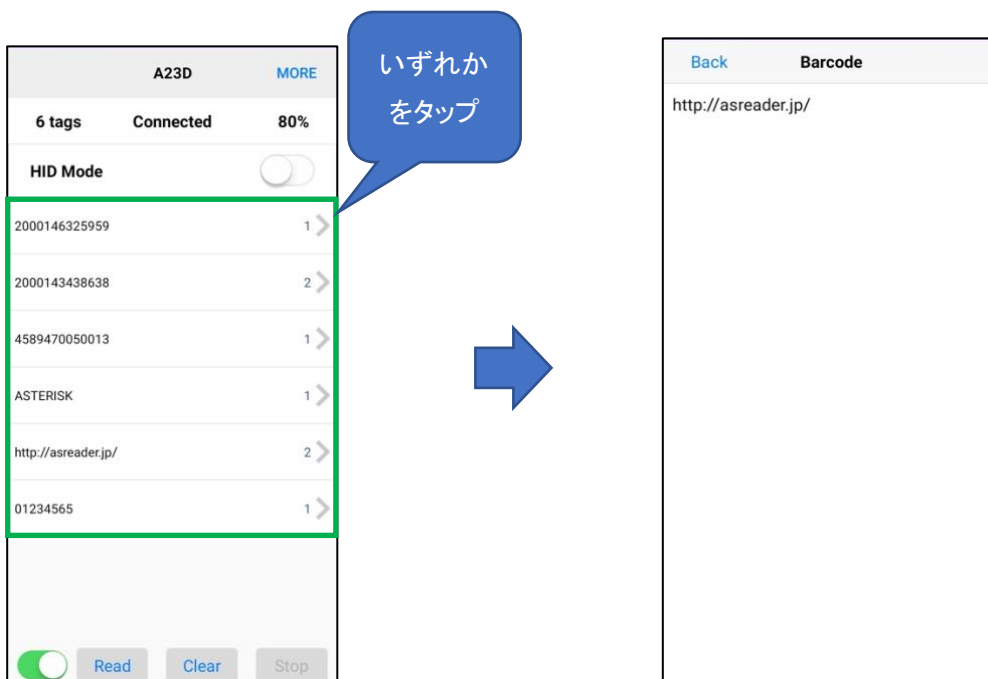 A23D MORE
6 tags Connected 80%
HID Mode
2000146325959 1
2000143438638 2
4589470050013 1
ASTERISK 1
http://asreader.jp/ 2
01234565 1
Read Clear Stop
いずれか
をタップ
Back Barcode
http://asreader.jp/